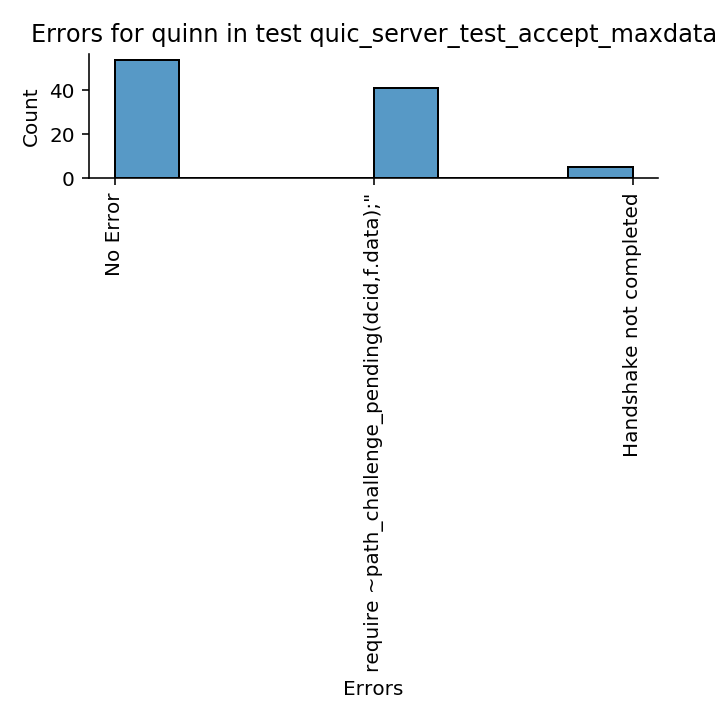 Errors for quinn in test quic_server_test_accept_maxdata
Count
40
20
0
No Error
require ~path_challenge_pending(dcid,f.data);"
Handshake not completed
Errors